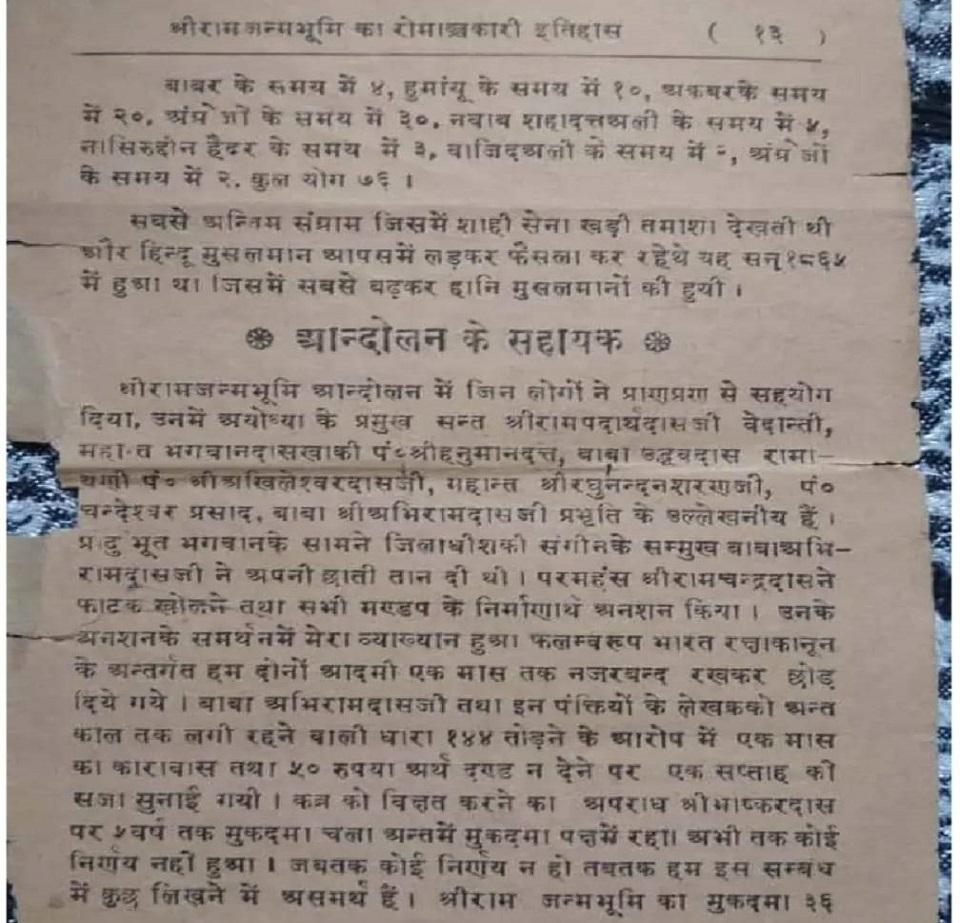 श्रीरामजन्मभूमि का रोमाञ्चकारी इतिहास ( १३ )
बाबर के समय में ४, हुमांयू के समय में १०, अकबरके समय
में २०, अंग्रेजों के समय में ३०, नवाब शहादत्तअली के समय में ५,
नासिरुद्दीन हैदर के समय में ३, वाजिदअली के समय में अंग्रेजों
के समय में २. कुल योग ७६ ।
सबसे अन्तिम संग्राम जिसमें शाही सेना खड़ी तमाशा देखती थी
और हिन्दू मुसलमान आपसमें लड़कर फैसला कर रहेथे यह सन् १८६५
में हुआ था। जिसमें सबसे बढ़कर हानि मुसलमानों की हुयी ।
आन्दोलन के सहायक
श्रीरामजन्मभूमि आन्दोलन में जिन लोगों ने प्राणप्रण से सहयोग
दिया, उनमें अयोध्या के प्रमुख सन्त श्रीरामपदार्थदासजी वेदान्ती,
महान्त भगवानदासखाकी पं॰श्रीहनुमानदत्त, बाबा उद्धवदास रामा-
यणी पं॰ श्रीअखिलेश्वरदासजी, महान्त श्रीरघुनन्दनशरणजी, पं॰
चन्देश्वर प्रसाद, बाबा श्रीअभिरामदासजी प्रभृति के उल्लेखनीय हैं ।
प्रादुर्भूत भगवानके सामने जिलाधीशकी संगीनके सम्मुख बाबाअभि-
रामदासजी ने अपनी छाती तान दी थी । परमहंस श्रीरामचन्द्रदासने
फाटक खोलने तथा सभी मण्डप के निर्माणार्थ अनशन किया । उनके
अनशनके समर्थनमें मेरा व्याख्यान हुआ। फलस्वरूप भारत रक्षाकानून
के अन्तर्गत हम दोनों आदमी एक मास तक नजरबन्द रखकर छोड़
दिये गये । बाबा अभिरामदासजी तथा इन पंक्तियों के लेखकको अन्त
काल तक लगी रहने वाली धारा १४४ तोड़ने के आरोप में एक मास
का कारावास तथा ५० रुपया अर्थ दण्ड न देने पर एक सप्ताह की
सजा सुनाई गयी । कब्र को विक्षत करने का अपराध श्रीभाष्करदास
पर ५वर्ष तक मुकदमा चला अन्तमें मुकदमा पक्षमें रहा। अभी तक कोई
निर्णय नहीं हुआ । जबतक कोई निर्णय न हो तबतक हम इस सम्बंध
में कुछ लिखने में असमर्थ हैं । श्रीराम जन्मभूमि का मुकदमा ३६